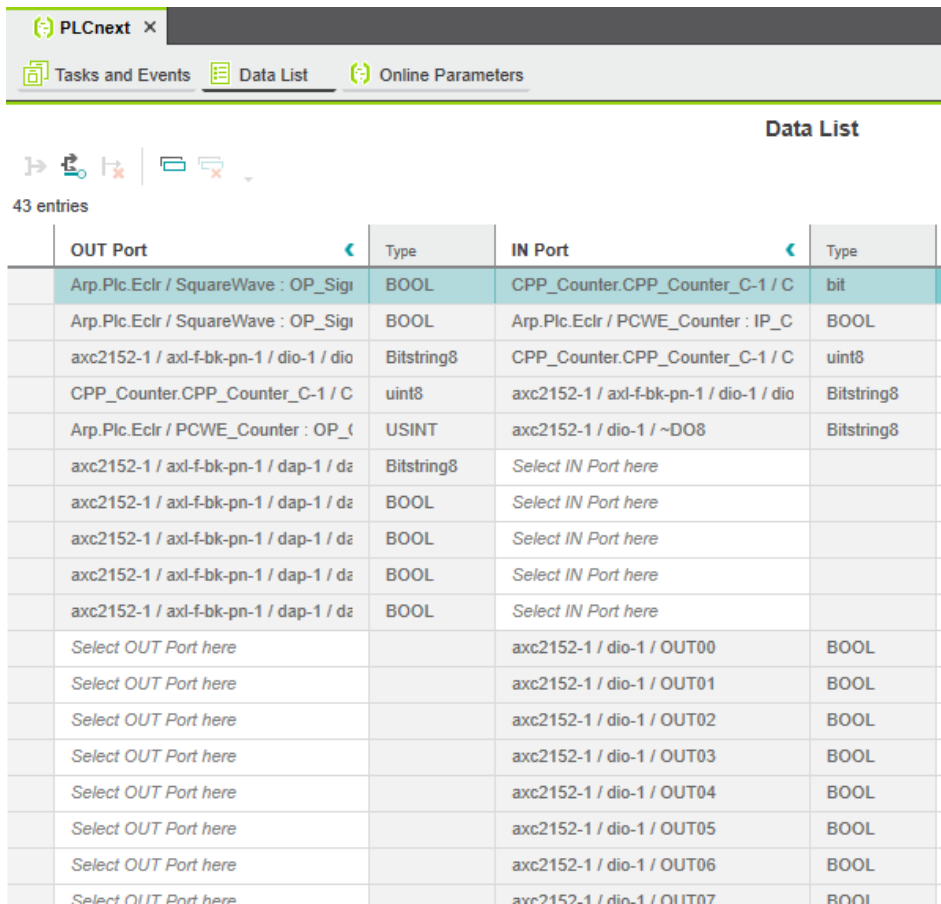 PLCnext ×
Tasks and Events Data List Online Parameters
Data List
43 entries
OUT Port Type IN Port Type
Arp.Plc.Eclr / SquareWave : OP_Sig BOOL CPP_Counter.CPP_Counter_C-1 / C bit
Arp.Plc.Eclr / SquareWave : OP_Sig BOOL Arp.Plc.Eclr / PCWE_Counter : IP_C BOOL
axc2152-1 / axl-f-bk-pn-1 / dio-1 / dio Bitstring8 CPP_Counter.CPP_Counter_C-1 / C uint8
CPP_Counter.CPP_Counter_C-1 / C uint8 axc2152-1 / axl-f-bk-pn-1 / dio-1 / dio Bitstring8
Arp.Plc.Eclr / PCWE_Counter : OP_ USINT axc2152-1 / dio-1 / ~DO8 Bitstring8
axc2152-1 / axl-f-bk-pn-1 / dap-1 / da Bitstring8 Select IN Port here
axc2152-1 / axl-f-bk-pn-1 / dap-1 / da BOOL Select IN Port here
axc2152-1 / axl-f-bk-pn-1 / dap-1 / da BOOL Select IN Port here
axc2152-1 / axl-f-bk-pn-1 / dap-1 / da BOOL Select IN Port here
axc2152-1 / axl-f-bk-pn-1 / dap-1 / da BOOL Select IN Port here
Select OUT Port here axc2152-1 / dio-1 / OUT00 BOOL
Select OUT Port here axc2152-1 / dio-1 / OUT01 BOOL
Select OUT Port here axc2152-1 / dio-1 / OUT02 BOOL
Select OUT Port here axc2152-1 / dio-1 / OUT03 BOOL
Select OUT Port here axc2152-1 / dio-1 / OUT04 BOOL
Select OUT Port here axc2152-1 / dio-1 / OUT05 BOOL
Select OUT Port here axc2152-1 / dio-1 / OUT06 BOOL
Select OUT Port here axc2152-1 / dio-1 / OUT07 BOOL